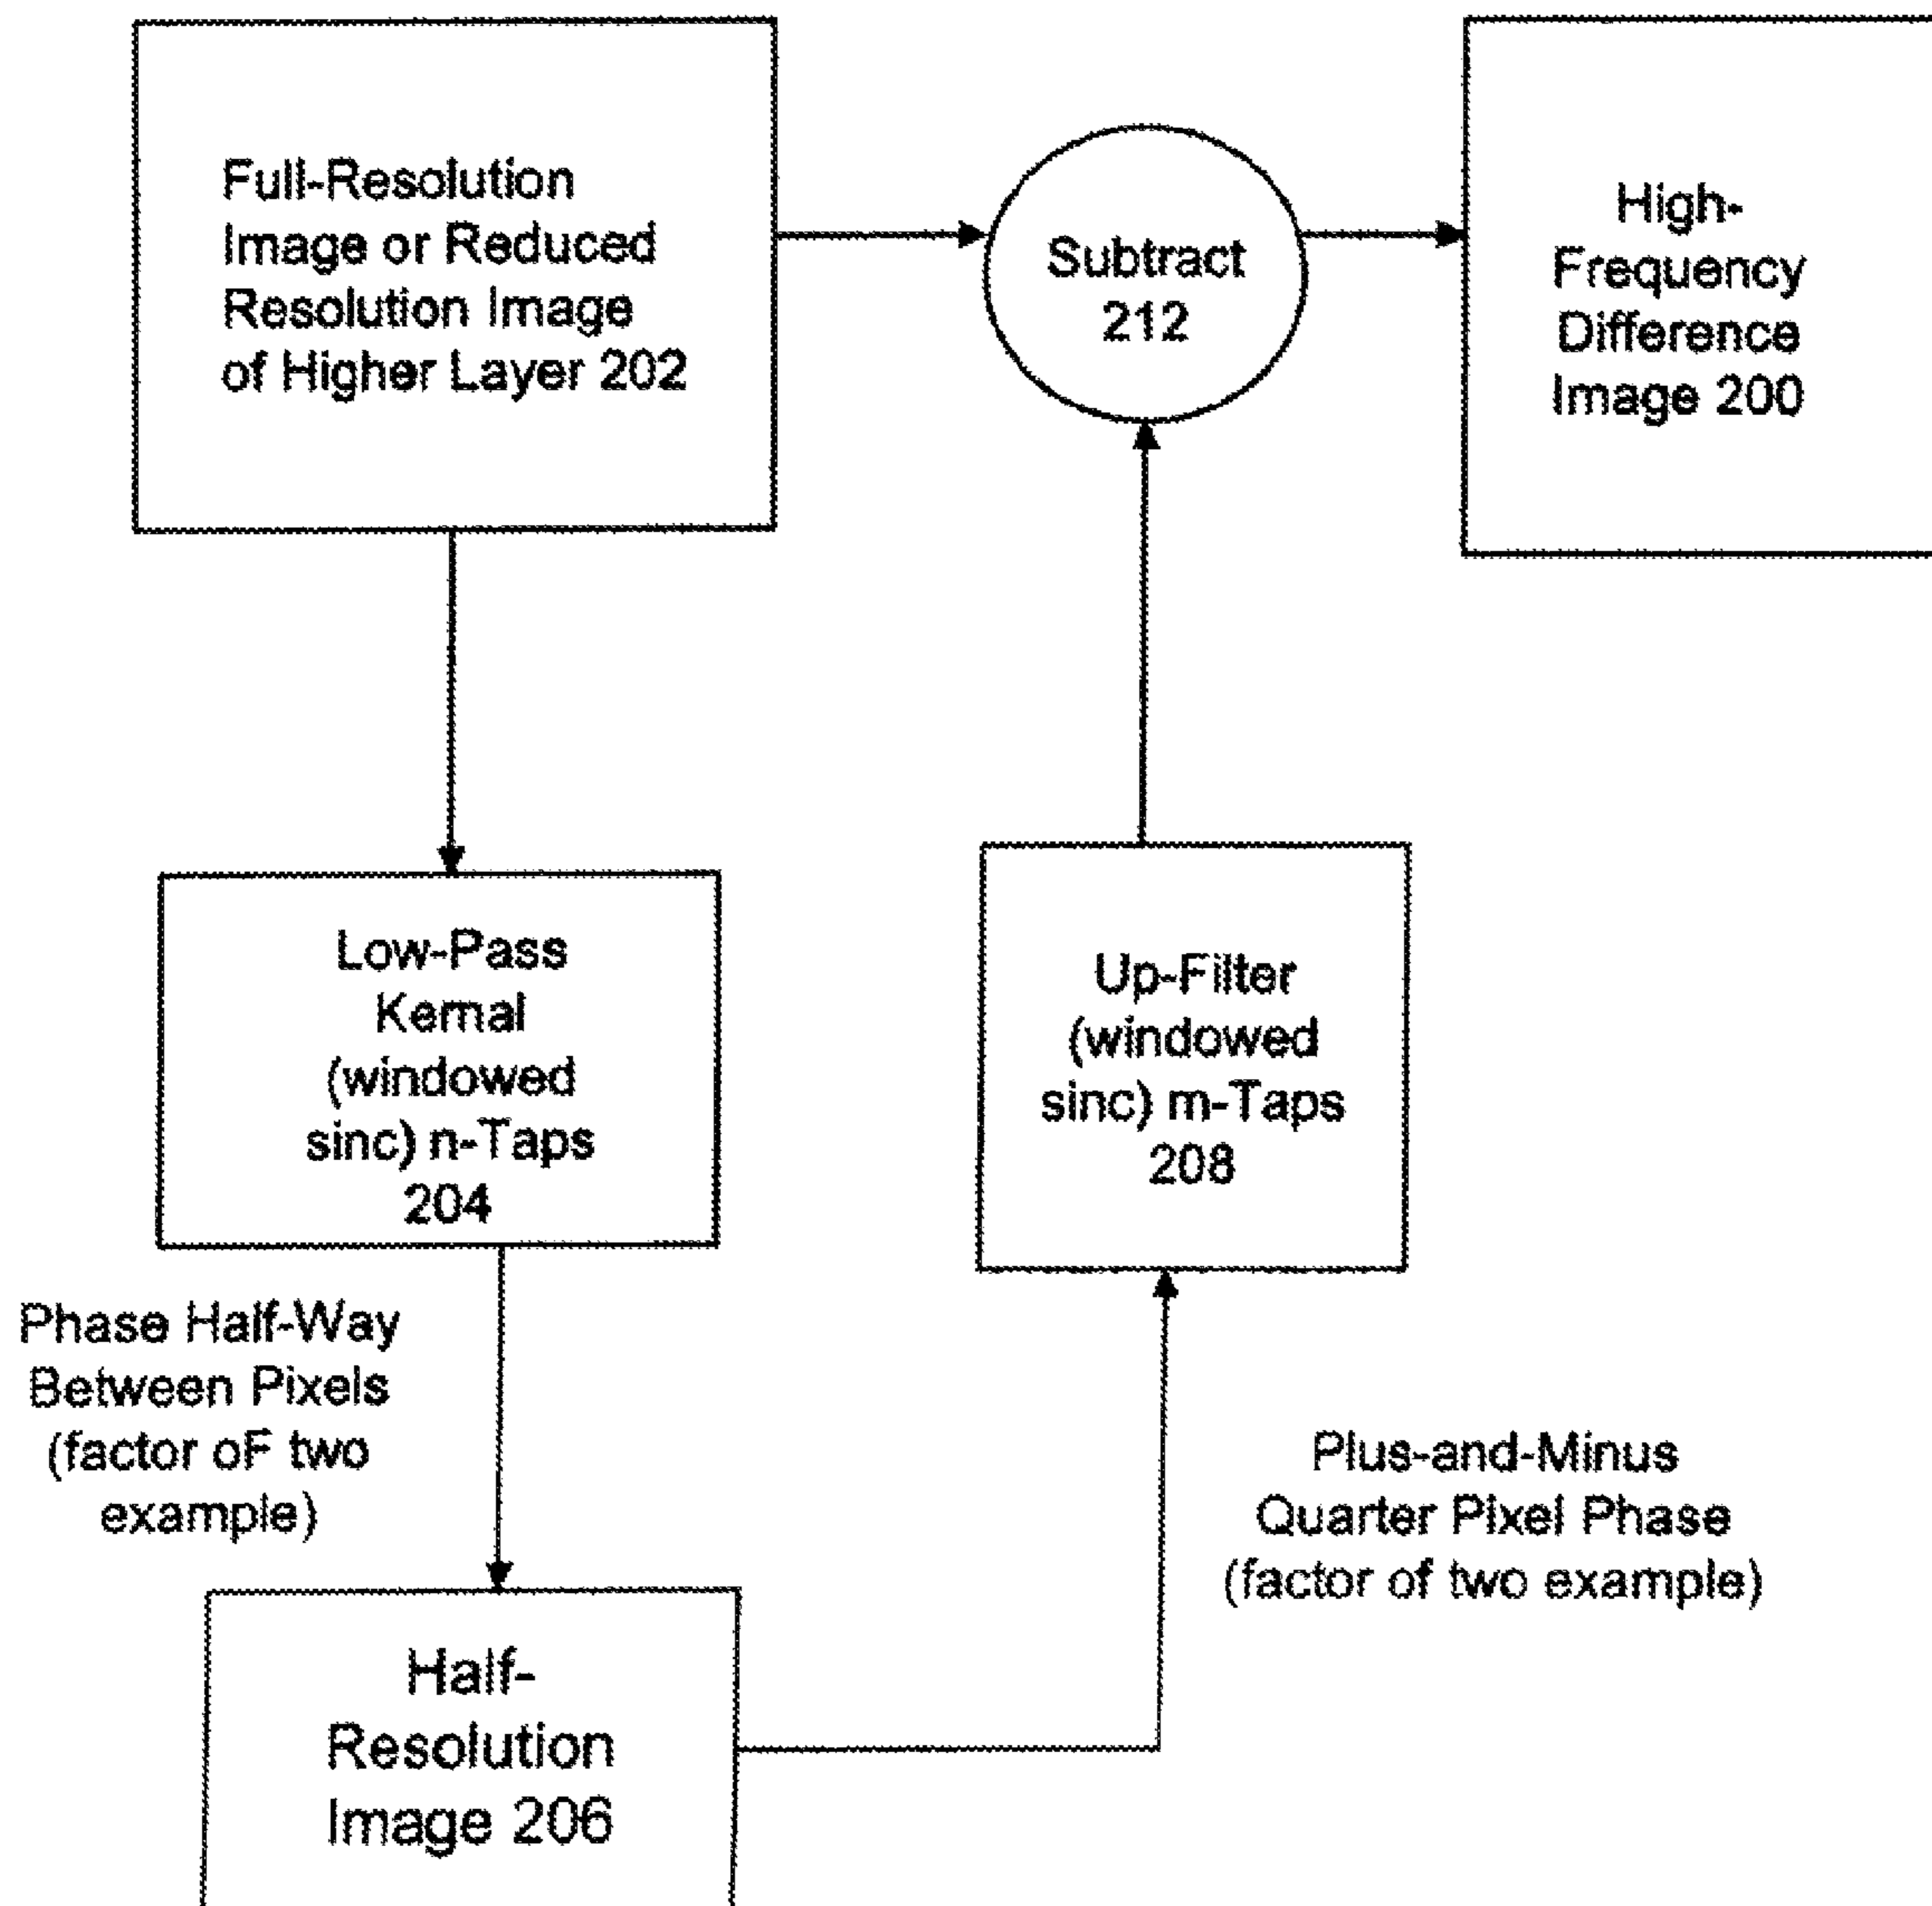 Full-Resolution
Image or Reduced
Resolution Image
of Higher Layer 202
Subtract
212
High-
Frequency
Difference
Image 200
Low-Pass
Kernal
(windowed
sinc) n-Taps
204
Up-Filter
(windowed
sinc) m-Taps
208
Phase Half-Way
Between Pixels
(factor oF two
example)
Plus-and-Minus
Quarter Pixel Phase
(factor of two example)
Half-
Resolution
Image 206